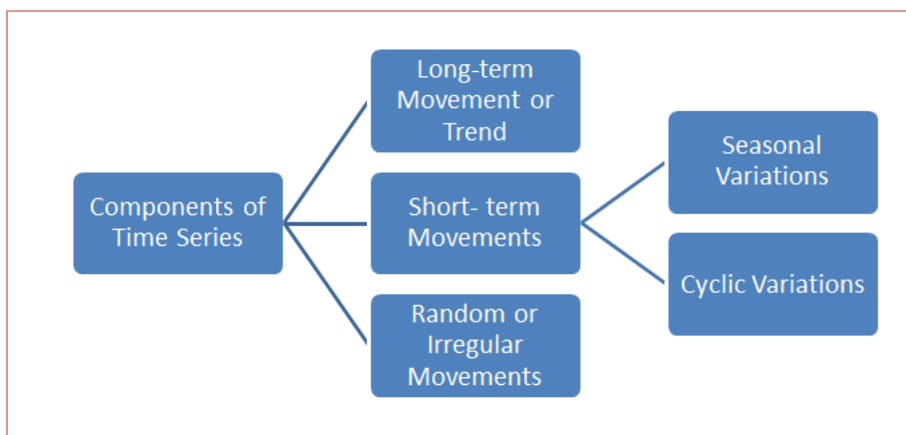 Components of
Time Series
Long-term
Movement or
Trend
Short- term
Movements
Random or
Irregular
Movements
Seasonal
Variations
Cyclic Variations